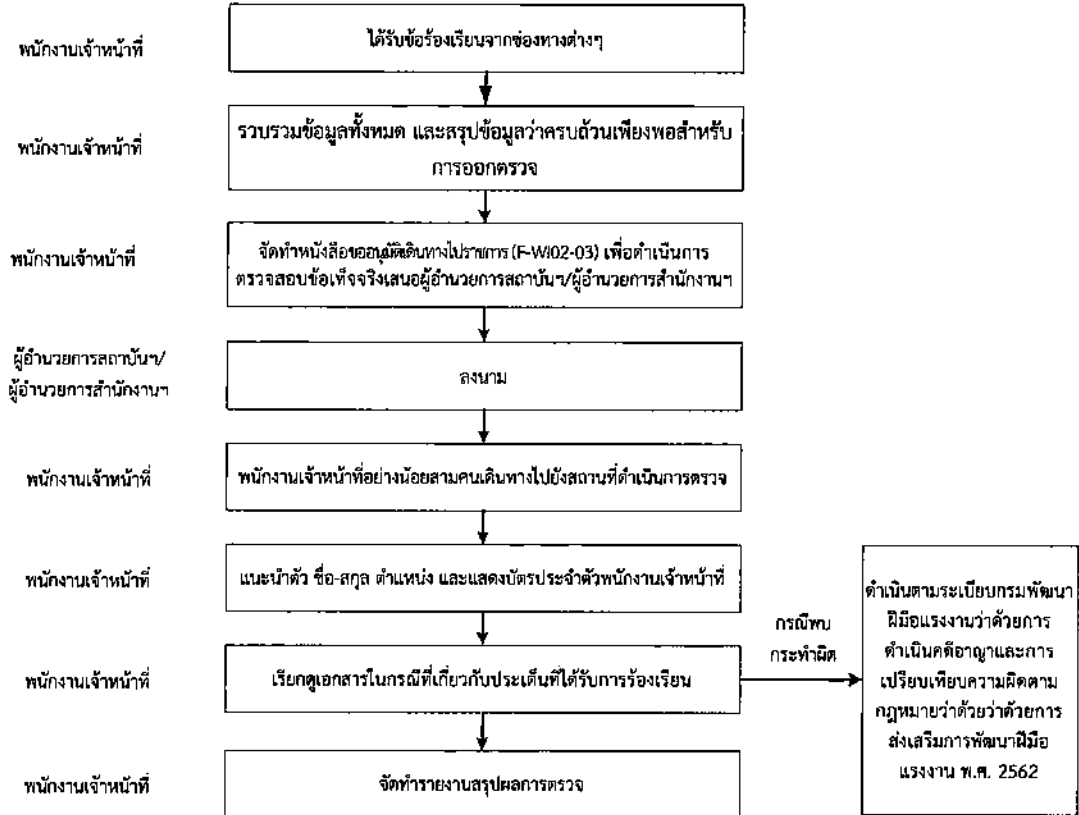 พนักงานเจ้าหน้าที่
ได้รับข้อร้องเรียนจากช่องทางต่างๆ
พนักงานเจ้าหน้าที่
รวบรวมข้อมูลทั้งหมด และสรุปข้อมูลว่าครบถ้วนเพียงพอสำหรับ
การออกตรวจ
พนักงานเจ้าหน้าที่
จัดทำหนังสือขออนุมัติเดินทางไปราชการ (F-WI02-03) เพื่อดำเนินการ
ตรวจสอบข้อเท็จจริงเสนอผู้อำนวยการสถาบันฯ/ผู้อำนวยการสำนักงานฯ
ผู้อำนวยการสถาบันฯ/
ผู้อำนวยการสำนักงานฯ
ลงนาม
พนักงานเจ้าหน้าที่
พนักงานเจ้าหน้าที่อย่างน้อยสามคนเดินทางไปยังสถานที่ดำเนินการตรวจ
พนักงานเจ้าหน้าที่
แนะนำตัว ชื่อ-สกุล ตำแหน่ง และแสดงบัตรประจำตัวพนักงานเจ้าหน้าที่
พนักงานเจ้าหน้าที่
เรียกดูเอกสารในกรณีที่เกี่ยวกับประเด็นที่ได้รับการร้องเรียน
กรณีพบ
กระทำผิด
ดำเนินตามระเบียบกรมพัฒนา
ฝีมือแรงงานว่าด้วยการ
ดำเนินคดีอาญาและการ
เปรียบเทียบความผิดตาม
กฎหมายว่าด้วยว่าด้วยการ
ส่งเสริมการพัฒนาฝีมือ
แรงงาน พ.ศ. 2562
พนักงานเจ้าหน้าที่
จัดทำรายงานสรุปผลการตรวจ